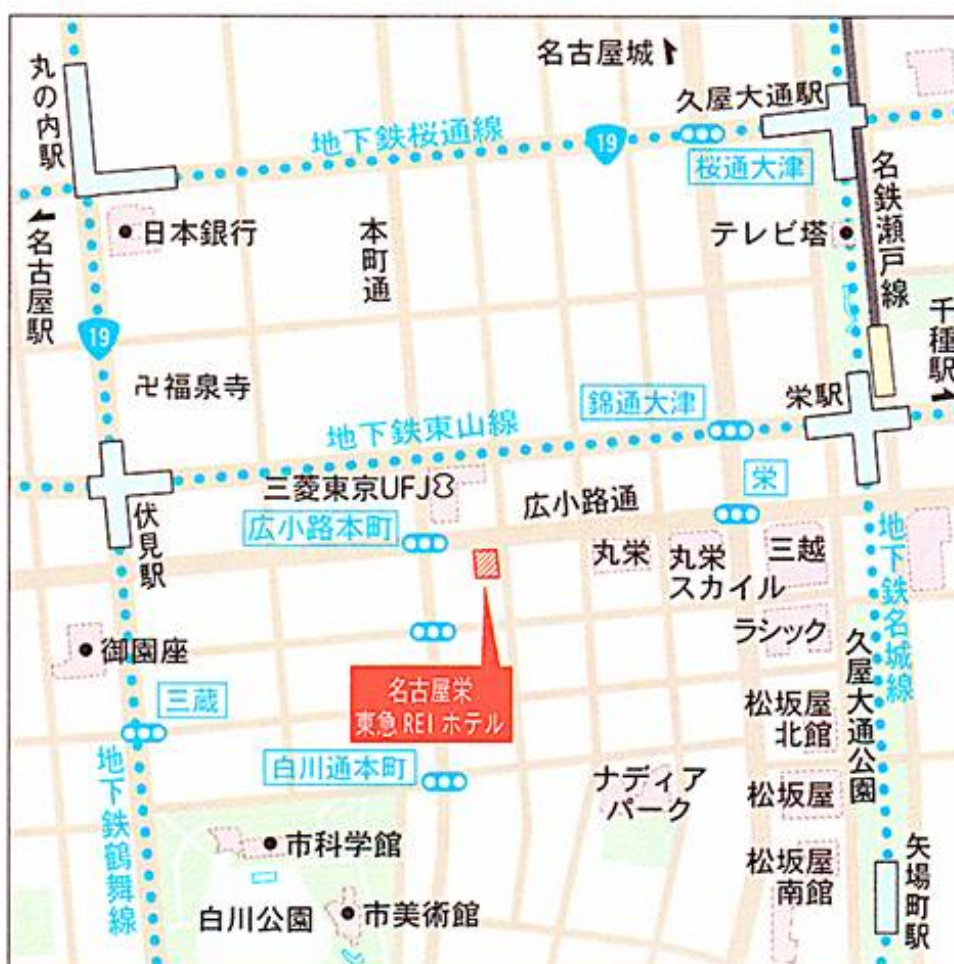 名古屋城
丸の内駅
久屋大通駅
地下鉄桜通線
19
桜通大津
名鉄瀬戸線
名古屋駅
日本銀行
本町通
テレビ塔
19
千種駅
卍福泉寺
錦通大津
栄駅
地下鉄東山線
三菱東京UFJ
栄
広小路通
広小路本町
伏見駅
丸栄
丸栄
スカイル
三越
地下鉄名城線
ラシック
御園座
久屋大通公園
名古屋栄
東急 REI ホテル
三蔵
松坂屋
北館
地下鉄鶴舞線
白川通本町
ナディア
パーク
松坂屋
市科学館
松坂屋
南館
矢場町駅
白川公園
市美術館